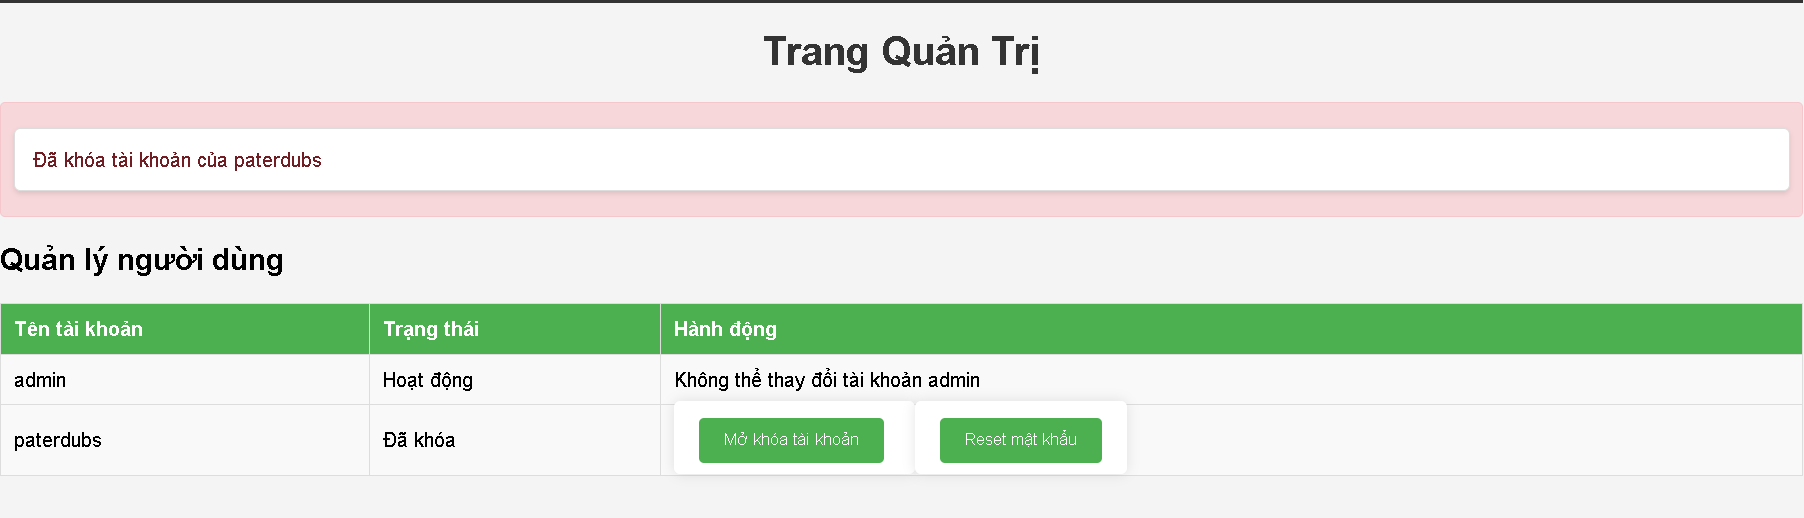 Trang Quản Trị
Đã khóa tài khoản của paterdubs
Quản lý người dùng
Tên tài khoản Trạng thái Hành động
admin Hoạt động Không thể thay đổi tài khoản admin
paterdubs Đã khóa Mở khóa tài khoản Reset mật khẩu